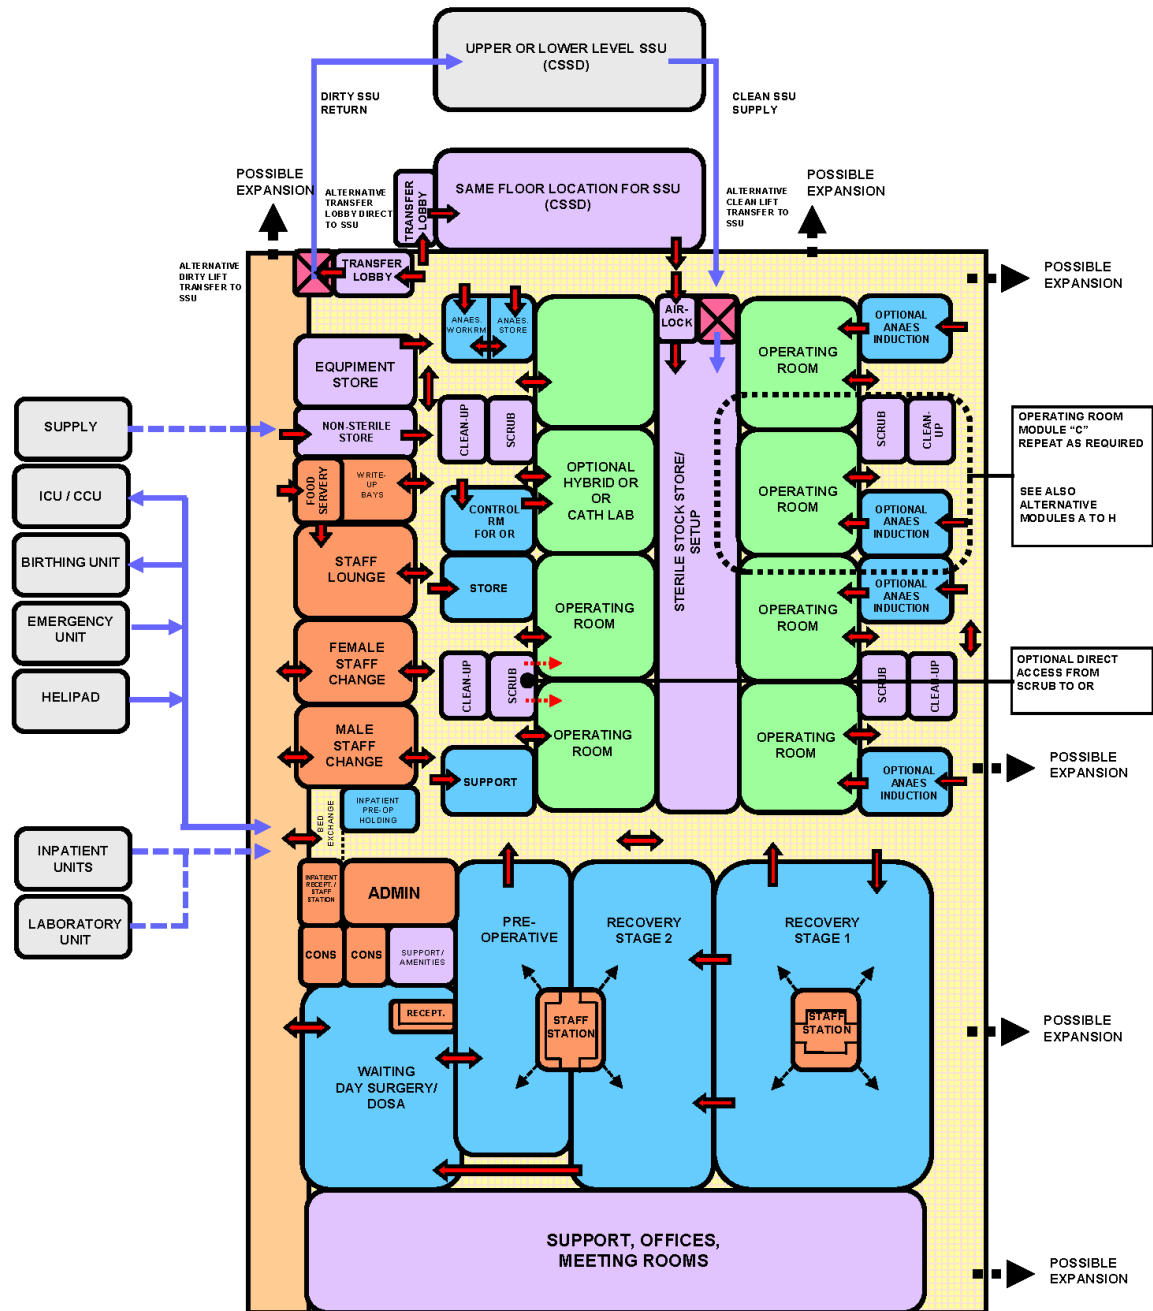 UPPER OR LOWER LEVEL SSU
(CSSD)
DIRTY SSU
RETURN
CLEAN SSU
SUPPLY
POSSIBLE
EXPANSION
ALTERNATIVE
TRANSFER
LOBBY DIRECT
TO SSU
TRANSFER
LOBBY
SAME FLOOR LOCATION FOR SSU
(CSSD)
ALTERNATIVE
CLEAN LIFT
TRANSFER TO
SSU
POSSIBLE
EXPANSION
ALTERNATIVE
DIRTY LIFT
TRANSFER TO
SSU
TRANSFER
LOBBY
POSSIBLE
EXPANSION
ANAES.
WORKRM
ANAES.
STORE
AIR-
LOCK
OPERATING
ROOM
OPTIONAL
ANAES
INDUCTION
EQUPIMENT
STORE
SUPPLY
NON-STERILE
STORE
CLEAN-UP
SCRUB
SCRUB
CLEAN-
UP
OPERATING ROOM
MODULE “C”
REPEAT AS REQUIRED
SEE ALSO
ALTERNATIVE
MODULES A TO H
ICU / CCU
FOOD
SERVERY
WRITE-
UP
BAYS
OPTIONAL
HYBRID OR
OR
CATH LAB
STERILE STOCK STORE/
SETUP
OPERATING
ROOM
CONTROL
RM
FOR OR
OPTIONAL
ANAES
INDUCTION
BIRTHING UNIT
STAFF
LOUNGE
STORE
OPERATING
ROOM
OPERATING
ROOM
OPTIONAL
ANAES
INDUCTION
EMERGENCY
UNIT
FEMALE
STAFF
CHANGE
CLEAN-UP
SCRUB
SCRUB
CLEAN-UP
OPTIONAL DIRECT
ACCESS FROM
SCRUB TO OR
HELIPAD
MALE
STAFF
CHANGE
OPERATING
ROOM
OPERATING
ROOM
SUPPORT
OPTIONAL
ANAES
INDUCTION
POSSIBLE
EXPANSION
BED
EXCHANGE
INPATIENT
PRE-OP
HOLDING
INPATIENT
UNITS
LABORATORY
UNIT
INPATIENT
RECEPT. /
STAFF
STATION
ADMIN
PRE-
OPERATIVE
RECOVERY
STAGE 2
RECOVERY
STAGE 1
CONS
CONS
SUPPORT/
AMENITIES
RECEPT.
STAFF
STATION
STAFF
STATION
POSSIBLE
EXPANSION
WAITING
DAY SURGERY/
DOSA
SUPPORT, OFFICES,
MEETING ROOMS
POSSIBLE
EXPANSION